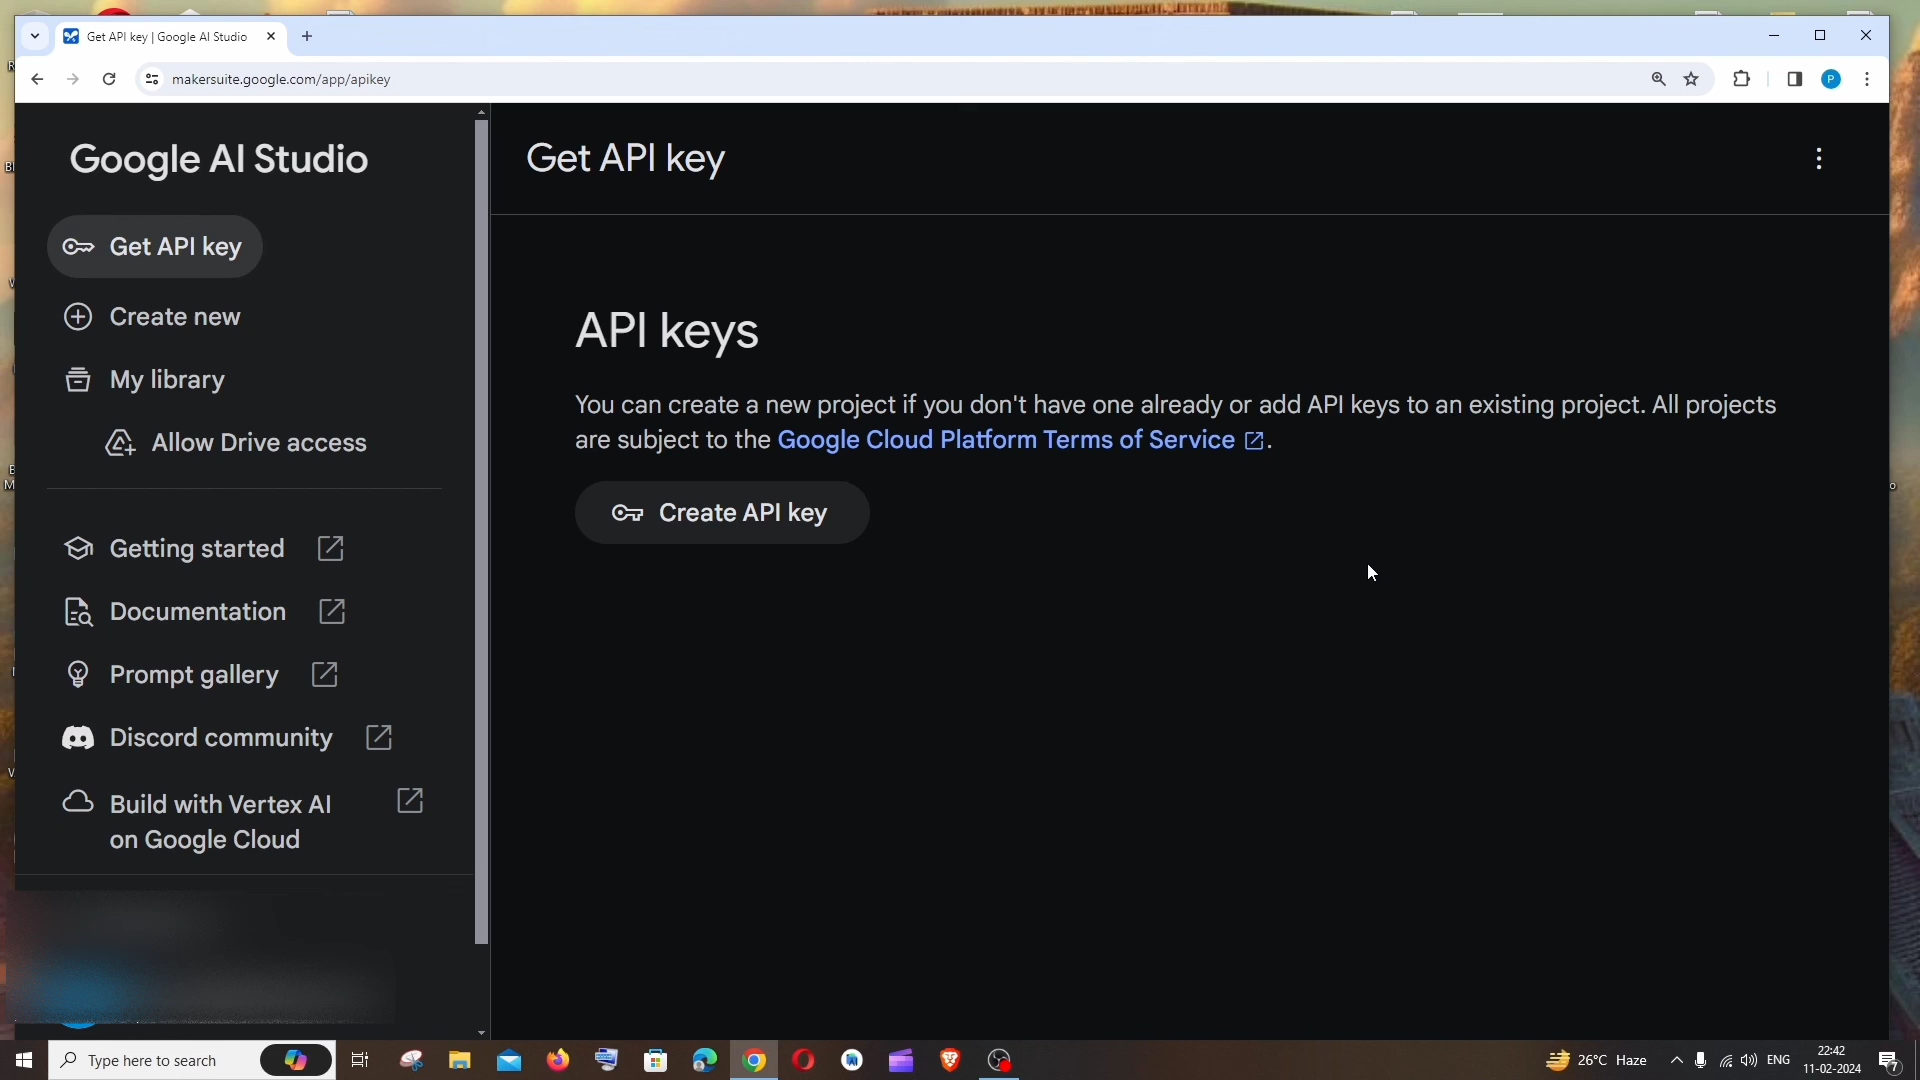 Get API key | Google AI Studio
makersuite.google.com/app/apikey
P
Google AI Studio
Get API key
Create new
My library
Allow Drive access
Getting started
Documentation
Prompt gallery
Discord community
Build with Vertex AI
on Google Cloud
Get API key
API keys
You can create a new project if you don't have one already or add API keys to an existing project. All projects
are subject to the Google Cloud Platform Terms of Service.
Create API key
Type here to search
26°C Haze
ENG
22:42
11-02-2024
7